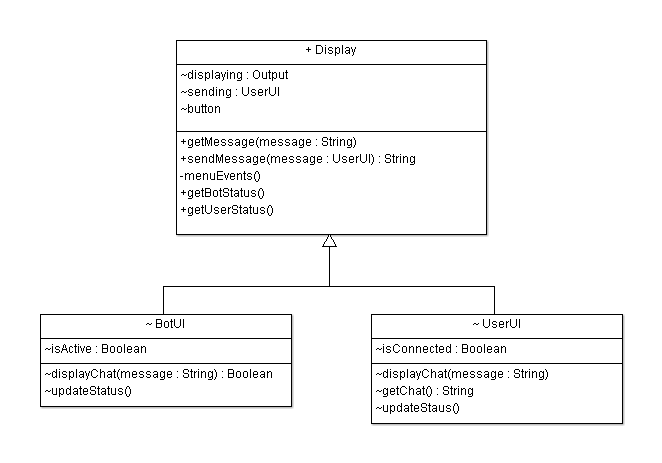 + Display
~displaying : Output
~sending : UserUI
~button
+getMessage(message : String)
+sendMessage(message : UserUI) : String
-menuEvents()
+getBotStatus()
+getUserStatus()
~ BotUI
~isActive : Boolean
~displayChat(message : String) : Boolean
~updateStatus()
~ UserUI
~isConnected : Boolean
~displayChat(message : String)
~getChat() : String
~updateStaus()